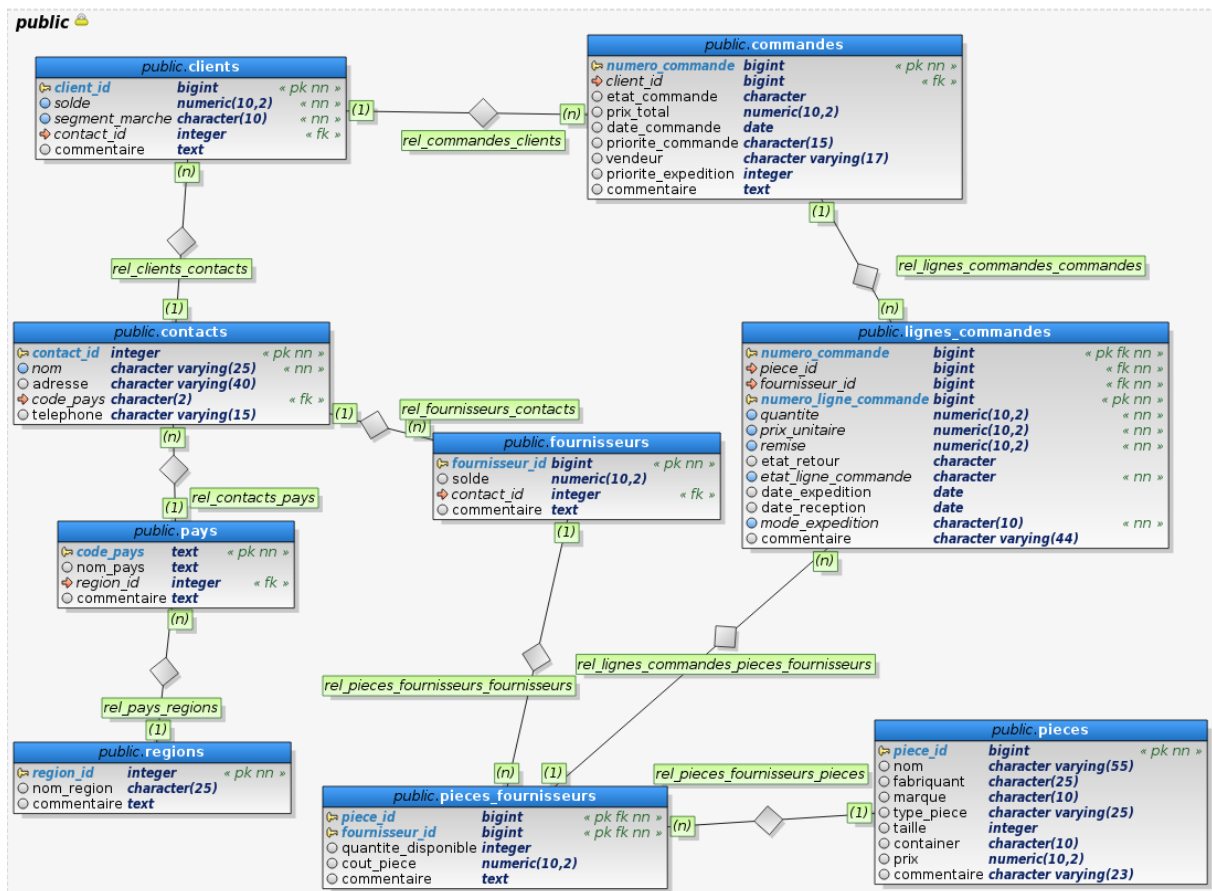 public
public.clients
client_id bigint « pk nn »
solde numeric(10,2) « nn »
segment_marche character(10) « nn »
contact_id integer « fk »
commentaire text
public.commandes
numero_commande bigint « pk nn »
client_id bigint « fk »
etat_commande character
prix_total numeric(10,2)
date_commande date
priorite_commande character(15)
vendeur character varying(17)
priorite_expedition integer
commentaire text
(1)
(n)
rel_commandes_clients
(n)
rel_clients_contacts
(1)
(1)
rel_lignes_commandes_commandes
(n)
public.contacts
contact_id integer « pk nn »
nom character varying(25) « nn »
adresse character varying(40)
code_pays character(2) « fk »
telephone character varying(15)
public.lignes_commandes
numero_commande bigint « pk fk nn »
piece_id bigint « fk nn »
fournisseur_id bigint « fk nn »
numero_ligne_commande bigint « pk nn »
quantite numeric(10,2) « nn »
prix_unitaire numeric(10,2) « nn »
remise numeric(10,2) « nn »
etat_retour character
etat_ligne_commande character « nn »
date_expedition date
date_reception date
mode_expedition character(10) « nn »
commentaire character varying(44)
(1)
rel_fournisseurs_contacts
(n)
(n)
rel_contacts_pays
(1)
public.fournisseurs
fournisseur_id bigint « pk nn »
solde numeric(10,2)
contact_id integer « fk »
commentaire text
public.pays
code_pays text « pk nn »
nom_pays text
region_id integer « fk »
commentaire text
(1)
(n)
(n)
rel_lignes_commandes_pieces_fournisseurs
rel_pieces_fournisseurs_fournisseurs
rel_pays_regions
(1)
public.regions
region_id integer « pk nn »
nom_region character(25)
commentaire text
(n)
(1)
rel_pieces_fournisseurs_pieces
(n)
(1)
public.pieces_fournisseurs
piece_id bigint « pk fk nn »
fournisseur_id bigint « pk fk nn »
quantite_disponible integer
cout_piece numeric(10,2)
commentaire text
public.pieces
piece_id bigint « pk nn »
nom character varying(55)
fabriquant character(25)
marque character(10)
type_piece character varying(25)
taille integer
container character(10)
prix numeric(10,2)
commentaire character varying(23)